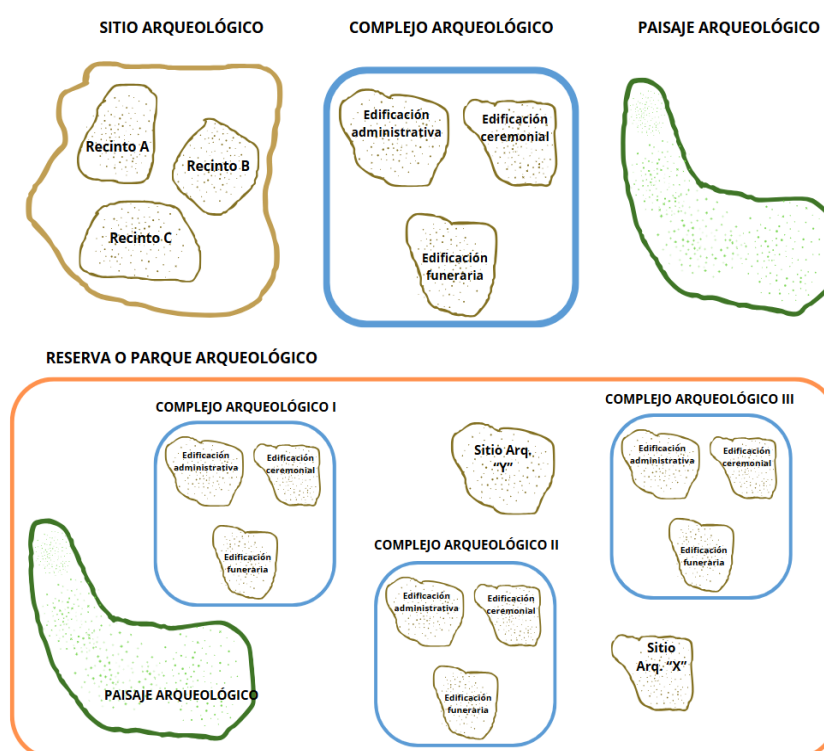 SITIO ARQUEOLÓGICO
COMPLEJO ARQUEOLÓGICO
PAISAJE ARQUEOLÓGICO
Recinto A
Recinto B
Recinto C
Edificación
administrativa
Edificación
ceremonial
Edificación
funeraria
RESERVA O PARQUE ARQUEOLÓGICO
COMPLEJO ARQUEOLÓGICO I
Edificación
administrativa
Edificación
ceremonial
Edificación
funeraria
Sitio Arq.
"Y"
COMPLEJO ARQUEOLÓGICO III
Edificación
administrativa
Edificación
ceremonial
Edificación
funeraria
COMPLEJO ARQUEOLÓGICO II
Edificación
administrativa
Edificación
ceremonial
Edificación
funeraria
Sitio
Arq. "X"
PAISAJE ARQUEOLÓGICO